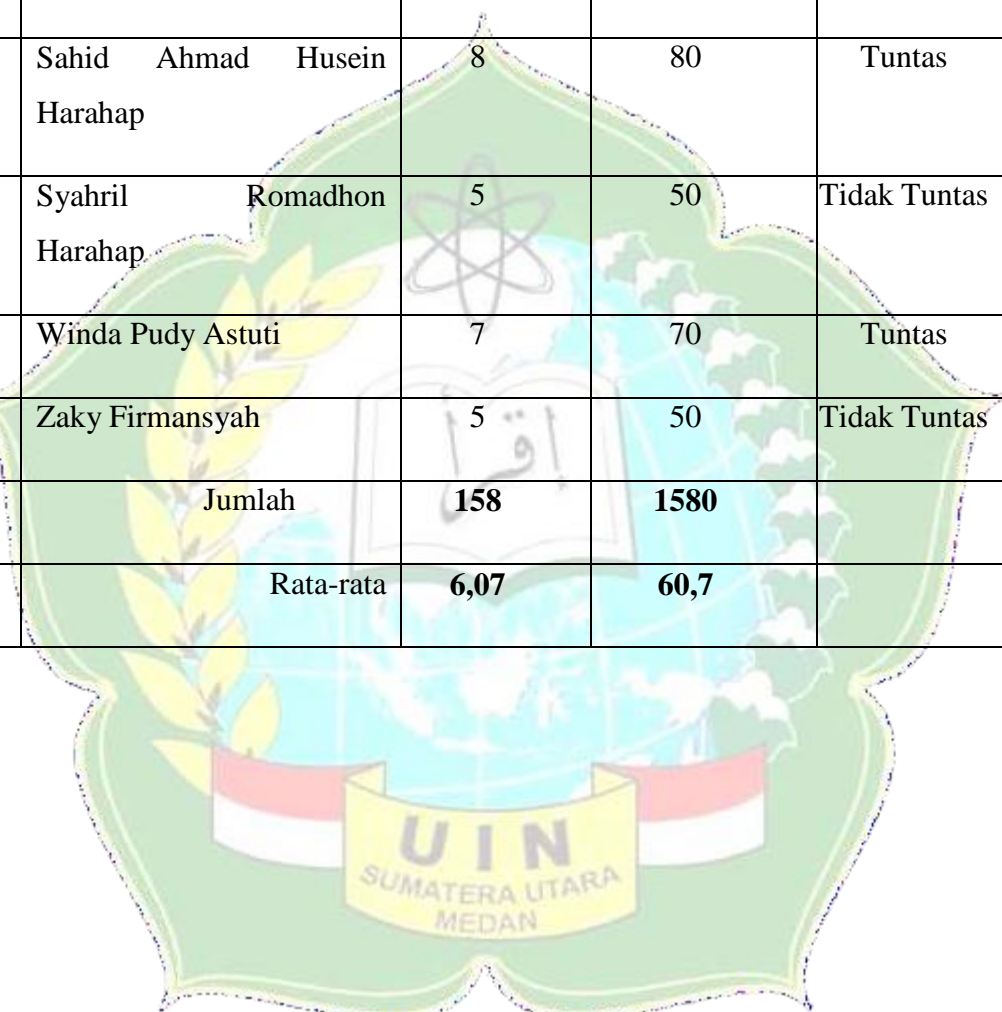 Sahid Ahmad Husein 8 80 Tuntas
Harahap
Syahril Romadhon 5 50 Tidak Tuntas
Harahap
Winda Pudy Astuti 7 70 Tuntas
Zaky Firmansyah 5 50 Tidak Tuntas
Jumlah 158 1580
Rata-rata 6,07 60,7
إقرأ
UIN
SUMATERA UTARA
MEDAN